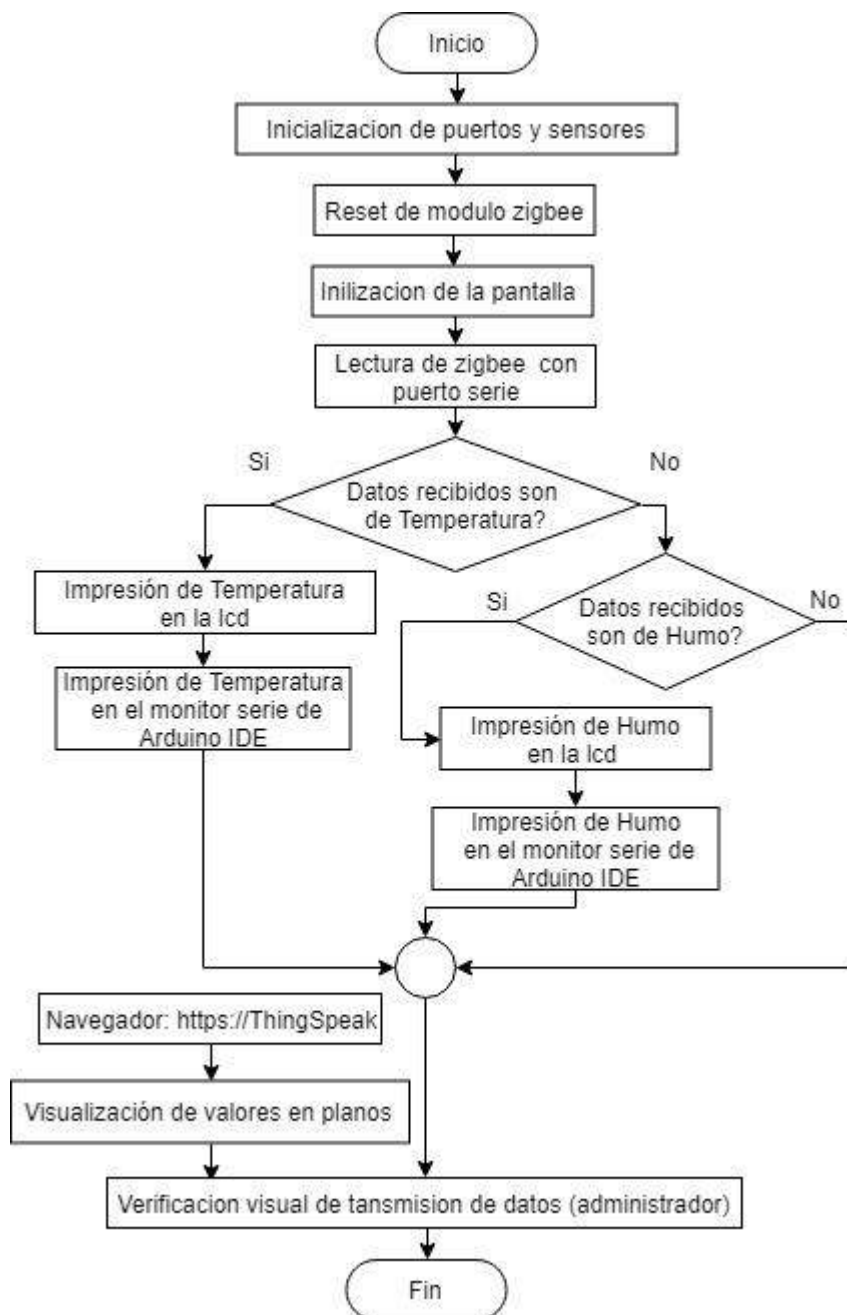 Inicio
Inicializacion de puertos y sensores
Reset de modulo zigbee
Inilizacion de la pantalla
Lectura de zigbee con
puerto serie
Si
No
Datos recibidos son
de Temperatura?
Impresión de Temperatura
en la lcd
Si
Datos recibidos
son de Humo?
No
Impresión de Temperatura
en el monitor serie de
Arduino IDE
Impresión de Humo
en la lcd
Impresión de Humo
en el monitor serie de
Arduino IDE
Navegador: https://ThingSpeak
Visualización de valores en planos
Verificacion visual de tansmision de datos (administrador)
Fin